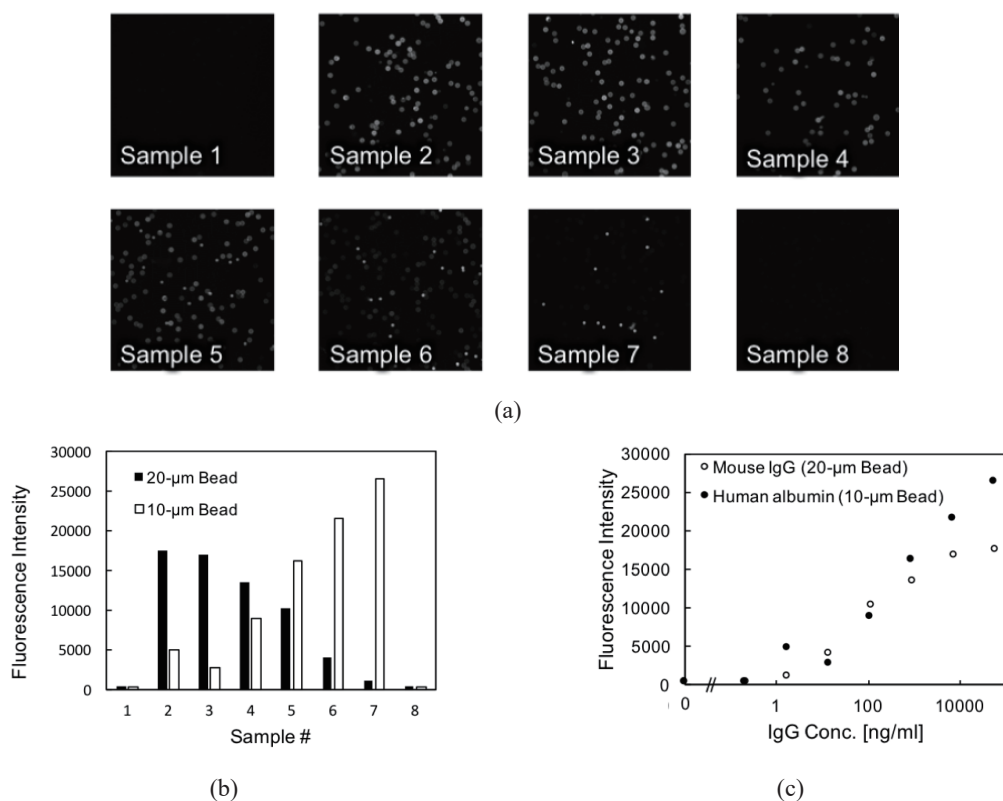 Sample 1
Sample 2
Sample 3
Sample 4
Sample 5
Sample 6
Sample 7
Sample 8
(a)
30000
25000
20000
15000
10000
5000
0
Fluorescence Intensity
20-µm Bead
10-µm Bead
1 2 3 4 5 6 7 8
Sample #
(b)
30000
25000
20000
15000
10000
5000
0
Fluorescence Intensity
Mouse IgG (20-µm Bead)
Human albumin (10-µm Bead)
0 1 100 10000
IgG Conc. [ng/ml]
(c)